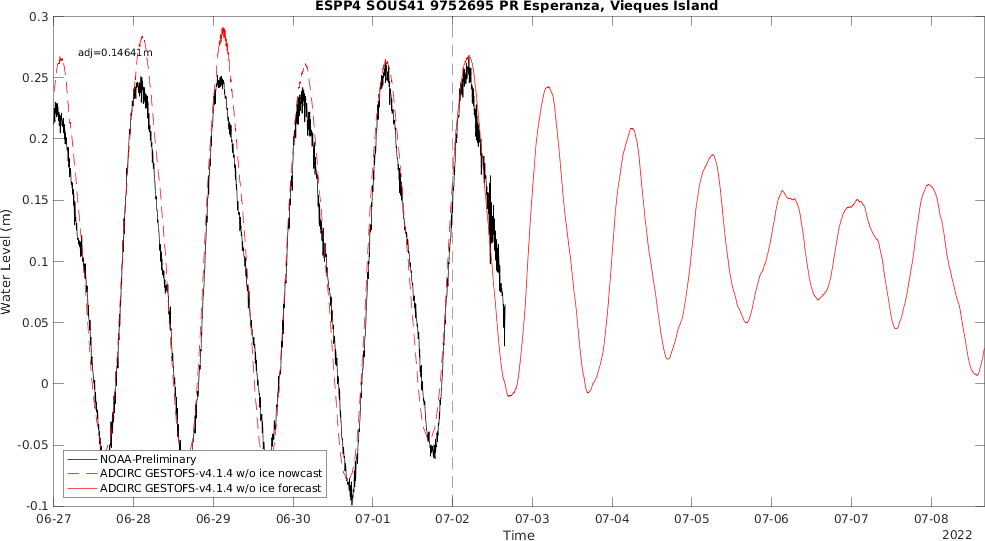 ESPP4 SOUS41 9752695 PR Esperanza, Vieques Island
adj=0.14641m
0.3
0.25
0.2
0.15
0.1
0.05
0
-0.05
-0.1
Water Level (m)
NOAA-Preliminary
ADCIRC GESTOFS-v4.1.4 w/o ice nowcast
ADCIRC GESTOFS-v4.1.4 w/o ice forecast
06-27 06-28 06-29 06-30 07-01 07-02 07-03 07-04 07-05 07-06 07-07 07-08
Time
2022